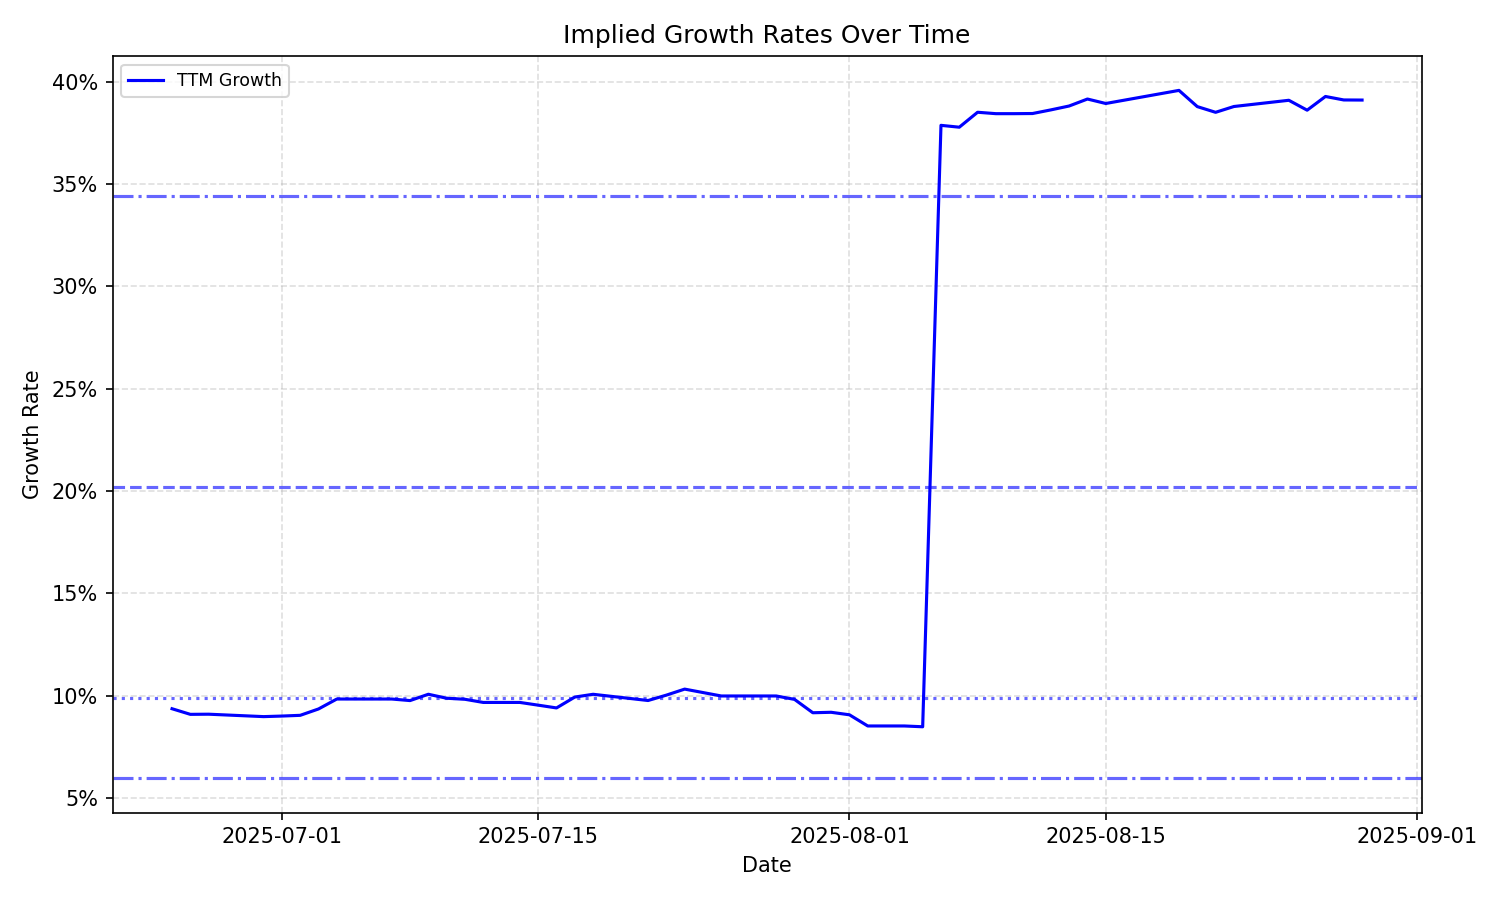 Implied Growth Rates Over Time
TTM Growth
40%
35%
30%
25%
20%
15%
10%
5%
Growth Rate
2025-07-01 2025-07-15 2025-08-01 2025-08-15 2025-09-01
Date